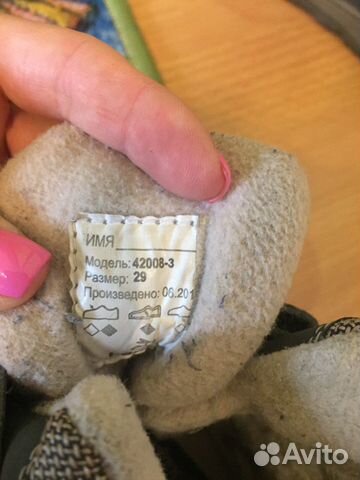 ИМЯ
Модель: 42008-3
Размер: 29
Произведено: 06.201
Avito